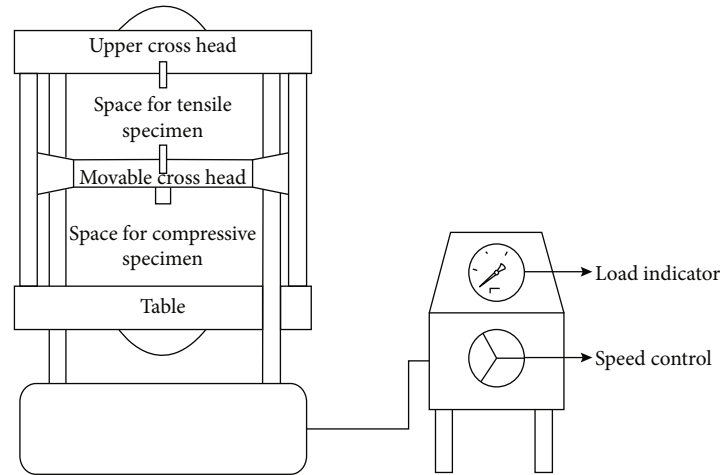 Upper cross head
Space for tensile
specimen
Movable cross head
Space for compressive
specimen
Table
Load indicator
Speed control